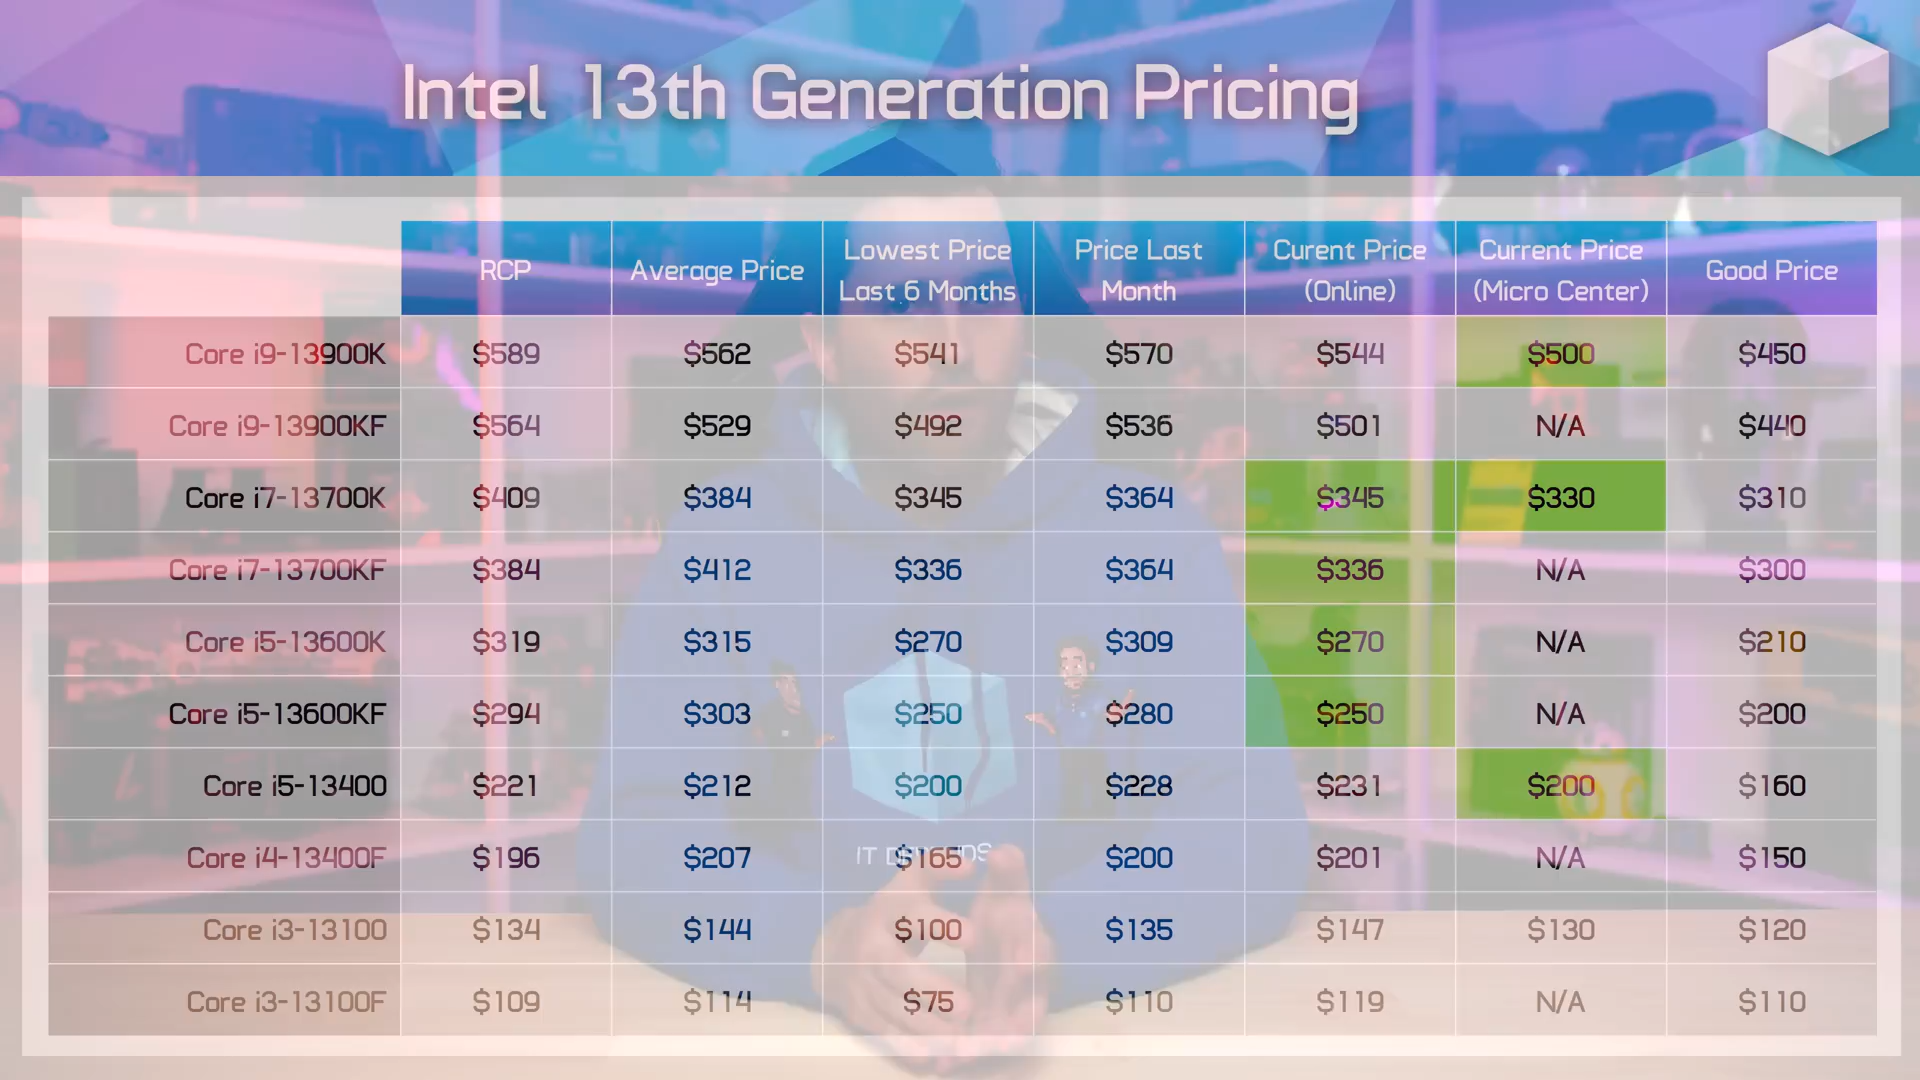 Intel 13th Generation Pricing
RCP Average Price Lowest Price Last 6 Months Price Last Month Curent Price (Online) Current Price (Micro Center) Good Price
Core i9-13900K $589 $562 $541 $570 $544 $500 $450
Core i9-13900KF $564 $529 $492 $536 $501 N/A $440
Core i7-13700K $409 $384 $345 $364 $345 $330 $310
Core i7-13700KF $384 $412 $336 $364 $336 N/A $300
Core i5-13600K $319 $315 $270 $309 $270 N/A $210
Core i5-13600KF $294 $303 $250 $280 $250 N/A $200
Core i5-13400 $221 $212 $200 $228 $231 $200 $160
Core i4-13400F $196 $207 $165 $200 $201 N/A $150
Core i3-13100 $134 $144 $100 $135 $147 $130 $120
Core i3-13100F $109 $114 $75 $110 $119 N/A $110
IT